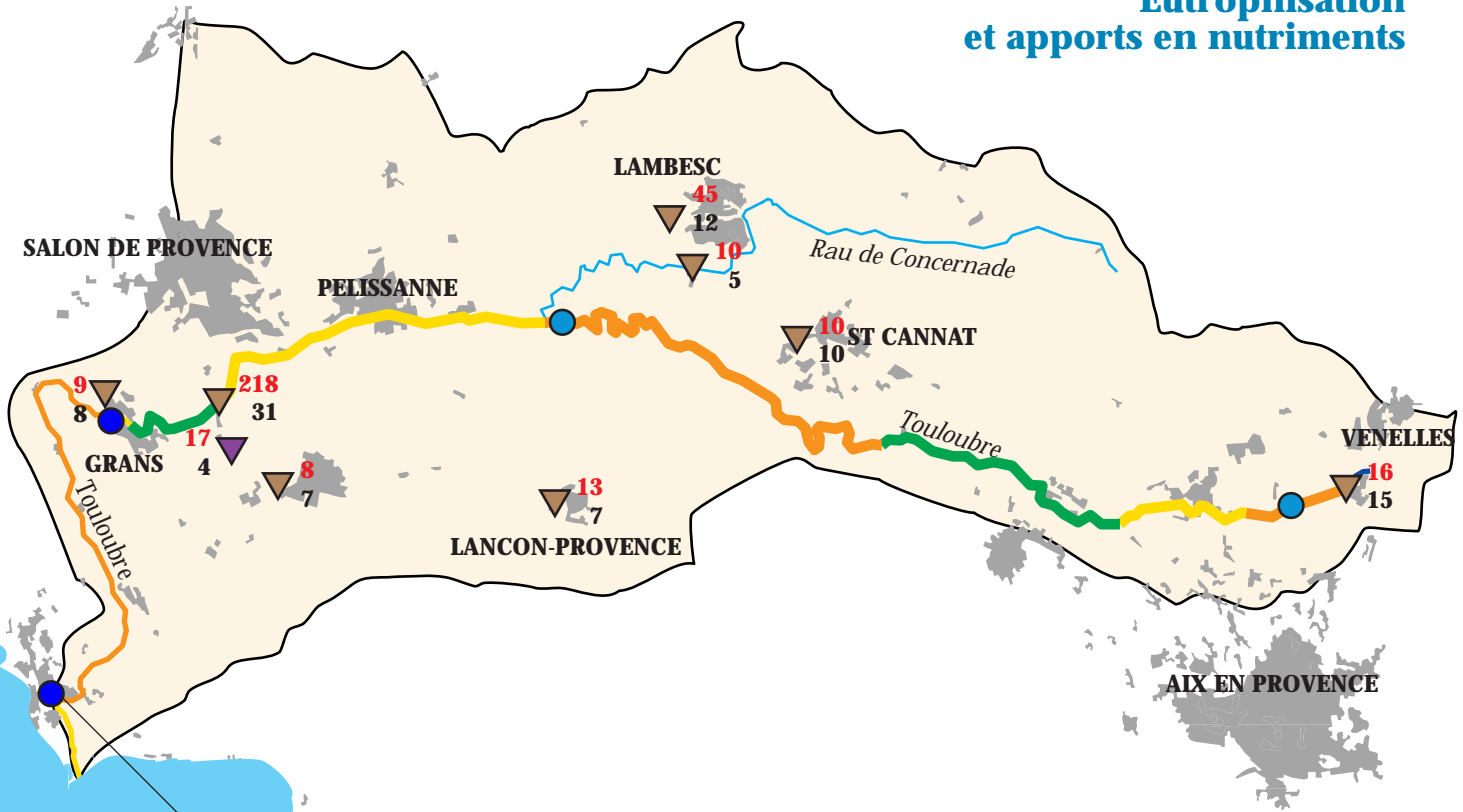 Eutrophisation
et apports en nutriments
LAMBESC
45
12
SALON DE PROVENCE
10
5
Rau de Concernade
PELISSANNE
10
10
ST CANNAT
9
8
218
31
17
4
GRANS
Touloubre
VENELLES
16
15
8
7
13
7
LANCON-PROVENCE
Touloubre
AIX EN PROVENCE